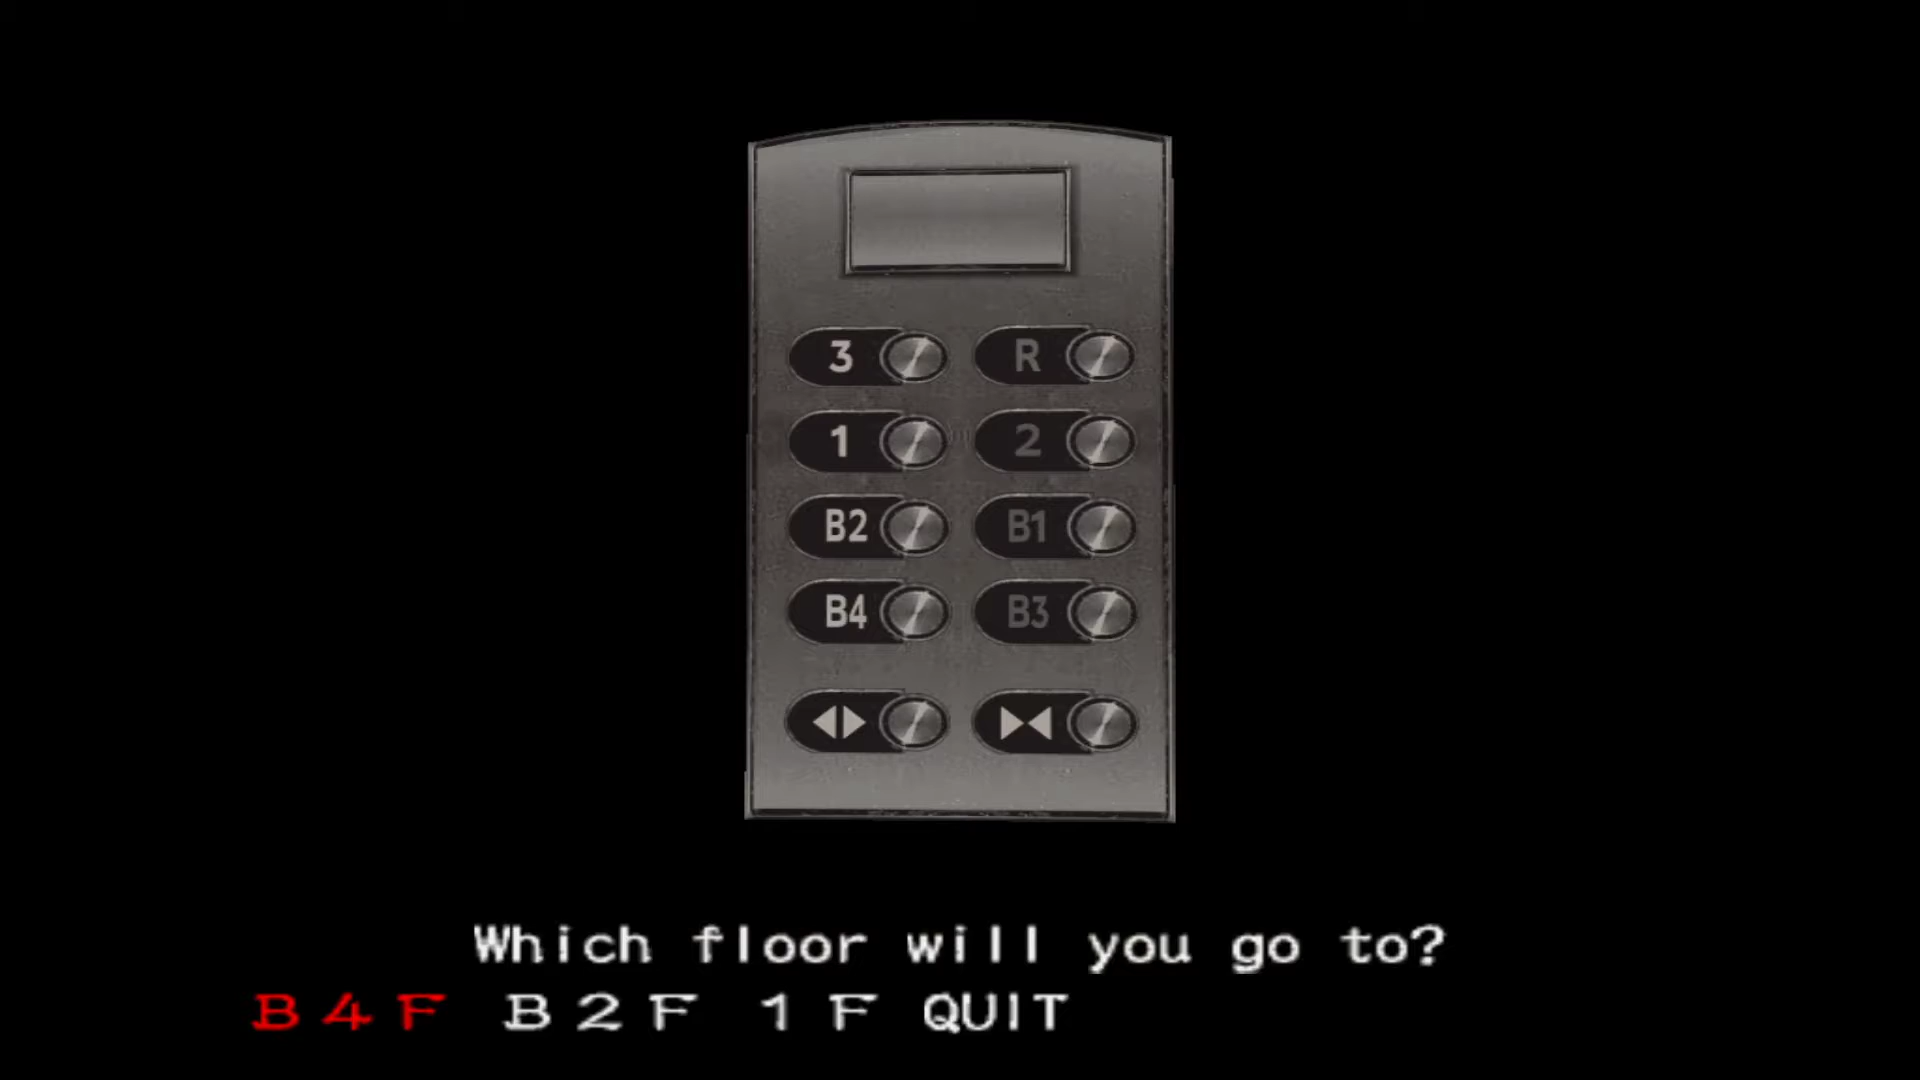 3 R
1 2
B2 B1
B4 B3
Which floor will you go to?
B4F B2F 1F QUIT